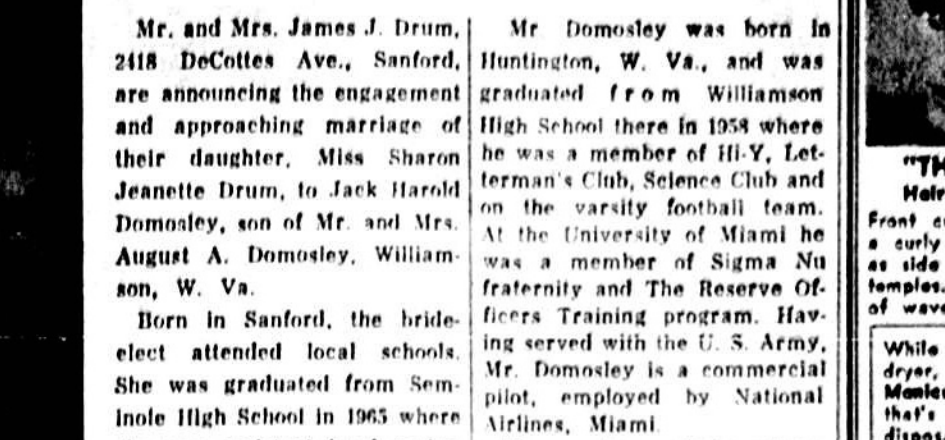 Mr. and Mrs. James J. Drum,
2418 DeCottes Ave., Sanford,
are announcing the engagement
and approaching marriage of
their daughter, Miss Sharon
Jeanette Drum, to Jack Harold
Domosley, son of Mr. and Mrs.
August A. Domosley, William-
son, W. Va.
Born in Sanford, the bride-
elect attended local schools.
She was graduated from Sem-
inole High School in 1965 where
Mr Domosley was born in
Huntington, W. Va., and was
graduated from Williamson
High School there in 1958 where
he was a member of Hi-Y, Let-
terman's Club, Science Club and
on the varsity football team.
At the University of Miami he
was a member of Sigma Nu
fraternity and The Reserve Of-
ficers Training program. Hav-
ing served with the U. S. Army,
Mr. Domosley is a commercial
pilot, employed by National
Airlines, Miami
"TH
Hair
Front
a curly
as side
temples.
of wave
While
dryer,
that's